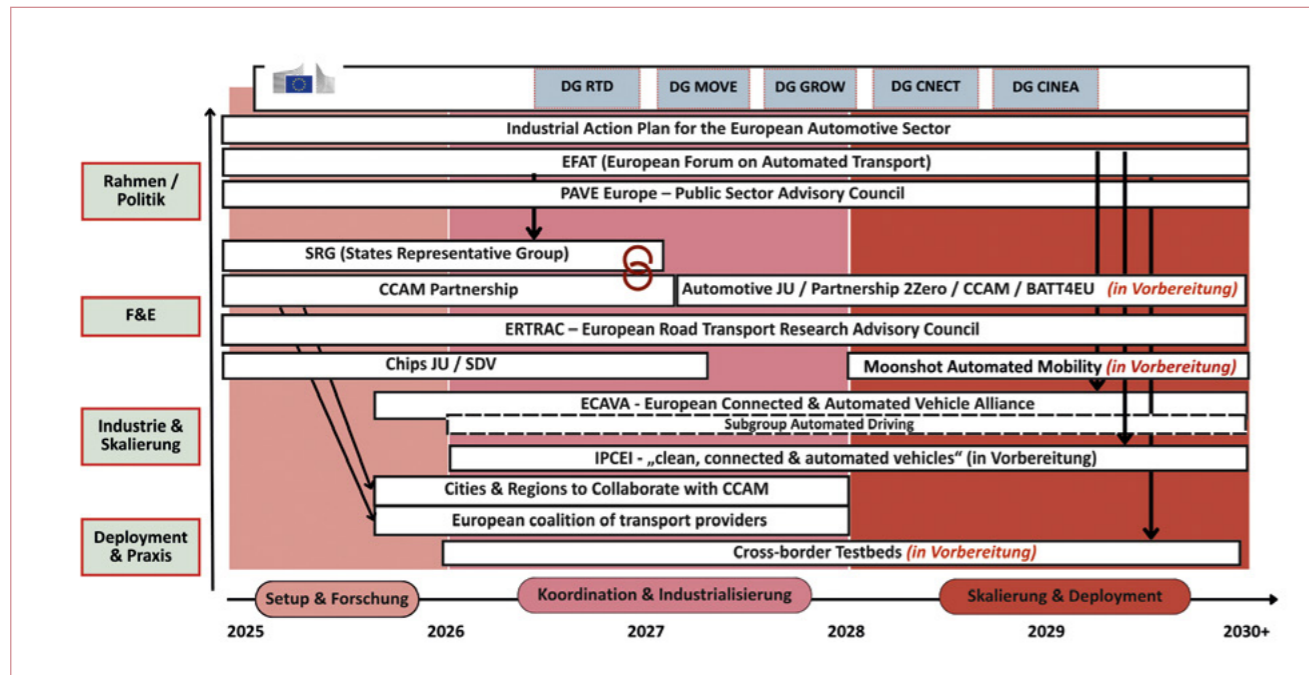 DG RTD
DG MOVE
DG GROW
DG CNECT
DG CINEA
Industrial Action Plan for the European Automotive Sector
EFAT (European Forum on Automated Transport)
Rahmen /
Politik
PAVE Europe – Public Sector Advisory Council
SRG (States Representative Group)
CCAM Partnership
Automotive JU / Partnership 2Zero / CCAM / BATT4EU (in Vorbereitung)
F&E
ERTRAC – European Road Transport Research Advisory Council
Chips JU / SDV
Moonshot Automated Mobility (in Vorbereitung)
ECAVA - European Connected & Automated Vehicle Alliance
Subgroup Automated Driving
Industrie &
Skalierung
IPCEI - „clean, connected & automated vehicles“ (in Vorbereitung)
Cities & Regions to Collaborate with CCAM
European coalition of transport providers
Deployment
& Praxis
Cross-border Testbeds (in Vorbereitung)
Setup & Forschung
Koordination & Industrialisierung
Skalierung & Deployment
2025
2026
2027
2028
2029
2030+